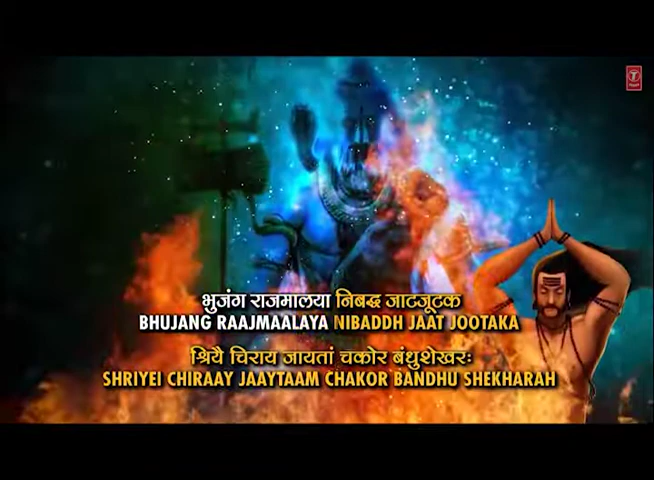 भुजंग राजमालया निबद्ध जाटजूटक
BHUJANG RAAJMAALAYA NIBADDH JAAT JOOTAKA
श्रियै चिराय जायतां चकोर बंधुशेखरः
SHRIYEI CHIRAAY JAAYTAAM CHAKOR BANDHU SHEKHARAH